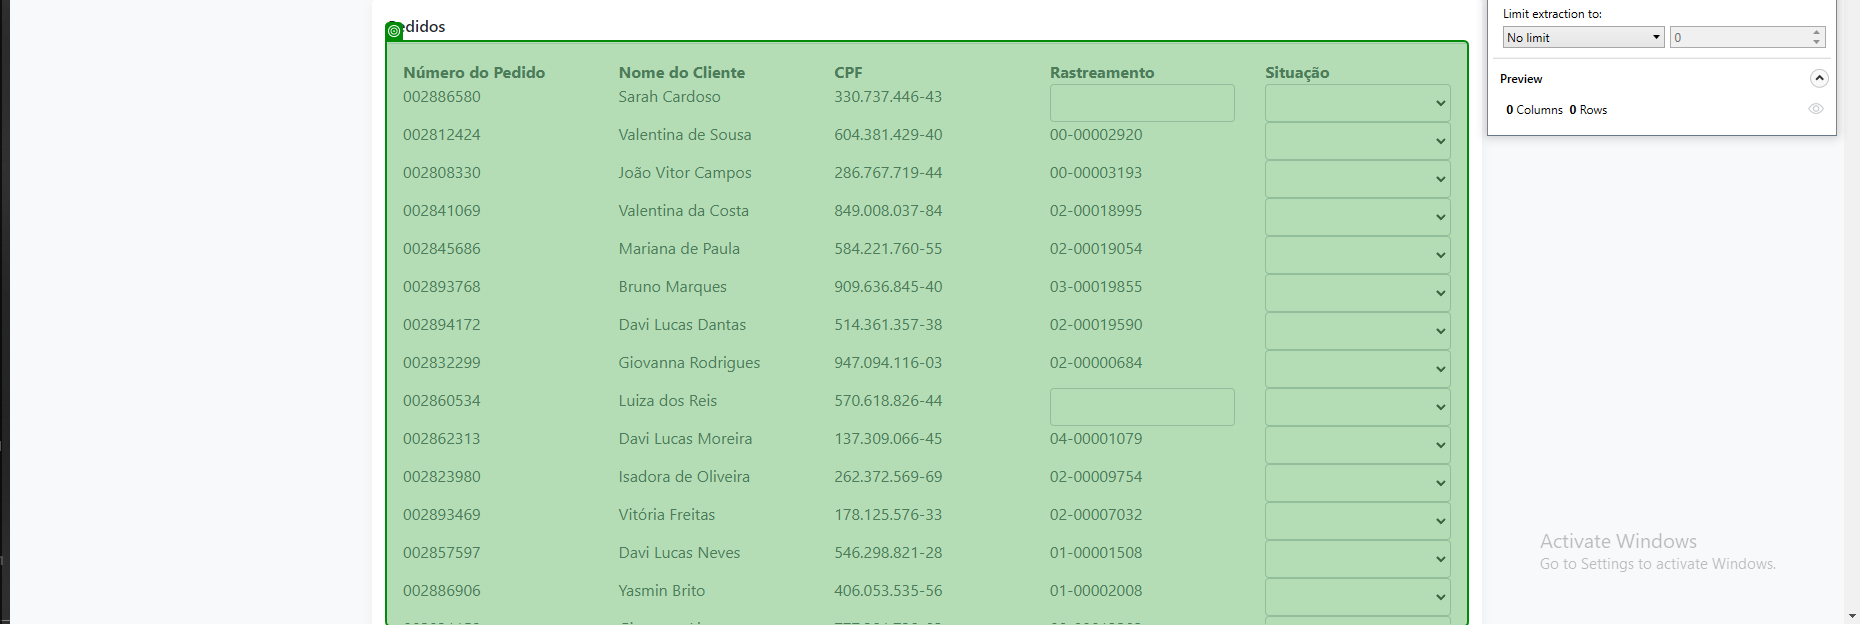 didos
Número do Pedido Nome do Cliente CPF Rastreamento Situação
002886580 Sarah Cardoso 330.737.446-43
002812424 Valentina de Sousa 604.381.429-40 00-00002920
002808330 João Vitor Campos 286.767.719-44 00-00003193
002841069 Valentina da Costa 849.008.037-84 02-00018995
002845686 Mariana de Paula 584.221.760-55 02-00019054
002893768 Bruno Marques 909.636.845-40 03-00019855
002894172 Davi Lucas Dantas 514.361.357-38 02-00019590
002832299 Giovanna Rodrigues 947.094.116-03 02-00000684
002860534 Luiza dos Reis 570.618.826-44
002862313 Davi Lucas Moreira 137.309.066-45 04-00001079
002823980 Isadora de Oliveira 262.372.569-69 02-00009754
002893469 Vitória Freitas 178.125.576-33 02-00007032
002857597 Davi Lucas Neves 546.298.821-28 01-00001508
002886906 Yasmin Brito 406.053.535-56 01-00002008
Limit extraction to:
No limit 0
Preview
0 Columns 0 Rows
Activate Windows
Go to Settings to activate Windows.